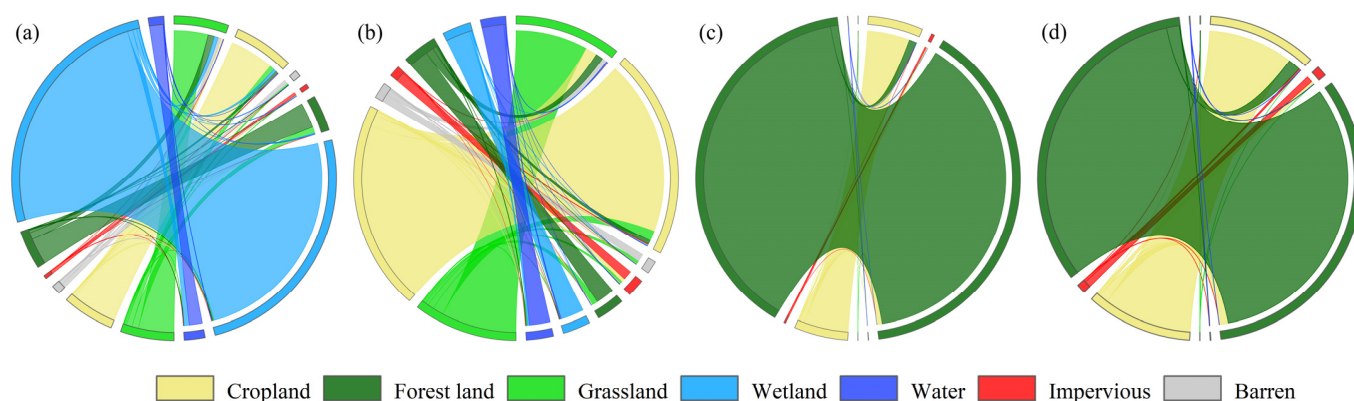 (a) (b) (c) (d)
Cropland Forest land Grassland Wetland Water Impervious Barren